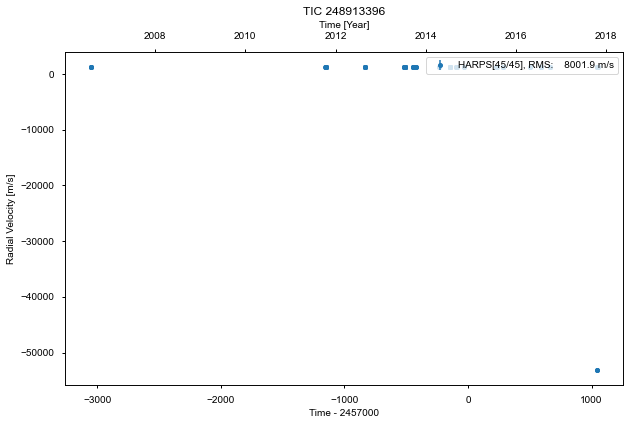 TIC 248913396
Time [Year]
2008 2010 2012 2014 2016 2018
HARPS[45/45], RMS: 8001.9 m/s
0
−10000
−20000
−30000
−40000
−50000
Radial Velocity [m/s]
−3000 −2000 −1000 0 1000
Time - 2457000